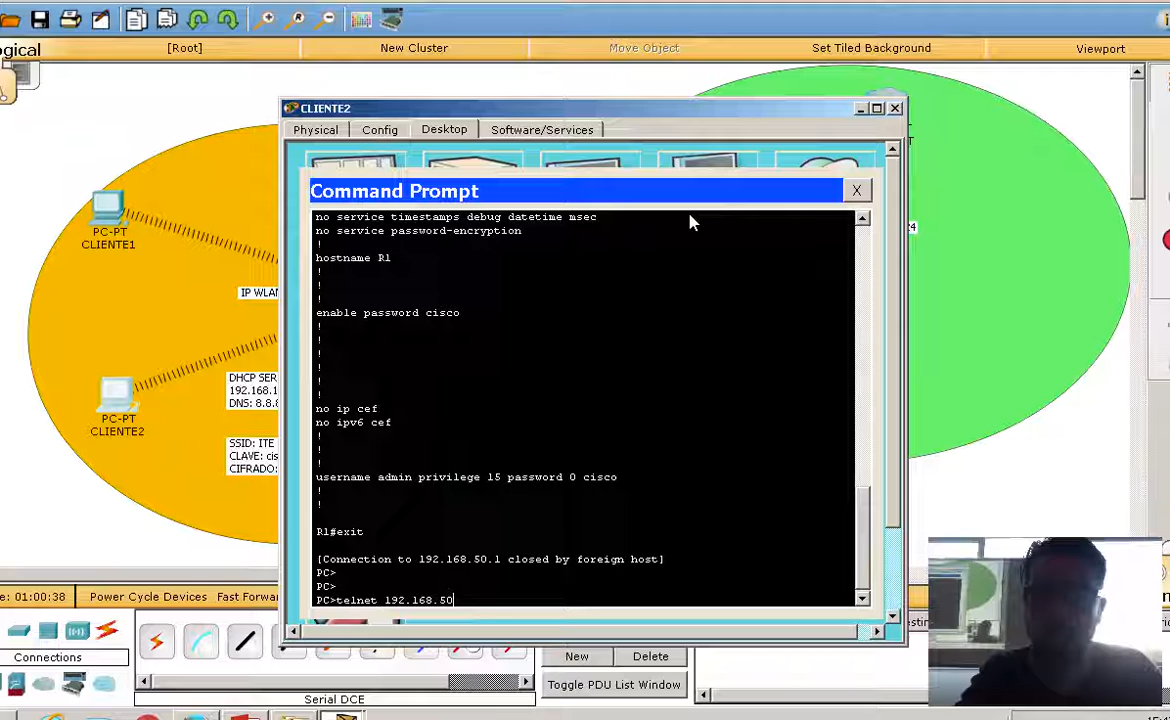 ogical
[Root]
New Cluster
Move Object
Set Tiled Background
Viewport
CLIENTE2
Physical
Config
Desktop
Software/Services
Command Prompt
X
no service timestamps debug datetime msec
no service password-encryption
!
hostname R1
!
!
!
enable password cisco
!
!
!
!
!
!
no ip cef
no ipv6 cef
!
!
!
username admin privilege 15 password 0 cisco
!
!
R1#exit
[Connection to 192.168.50.1 closed by foreign host]
PC>
PC>
PC>telnet 192.168.50
PC-PT
CLIENTE1
IP WLAN
PC-PT
CLIENTE2
DHCP SER
192.168.1
DNS: 8.8.8
SSID: ITE
CLAVE: cis
CIFRADO:
T
24
e: 01:00:38
Power Cycle Devices
Fast Forwar
Connections
Serial DCE
New
Delete
Toggle PDU List Window